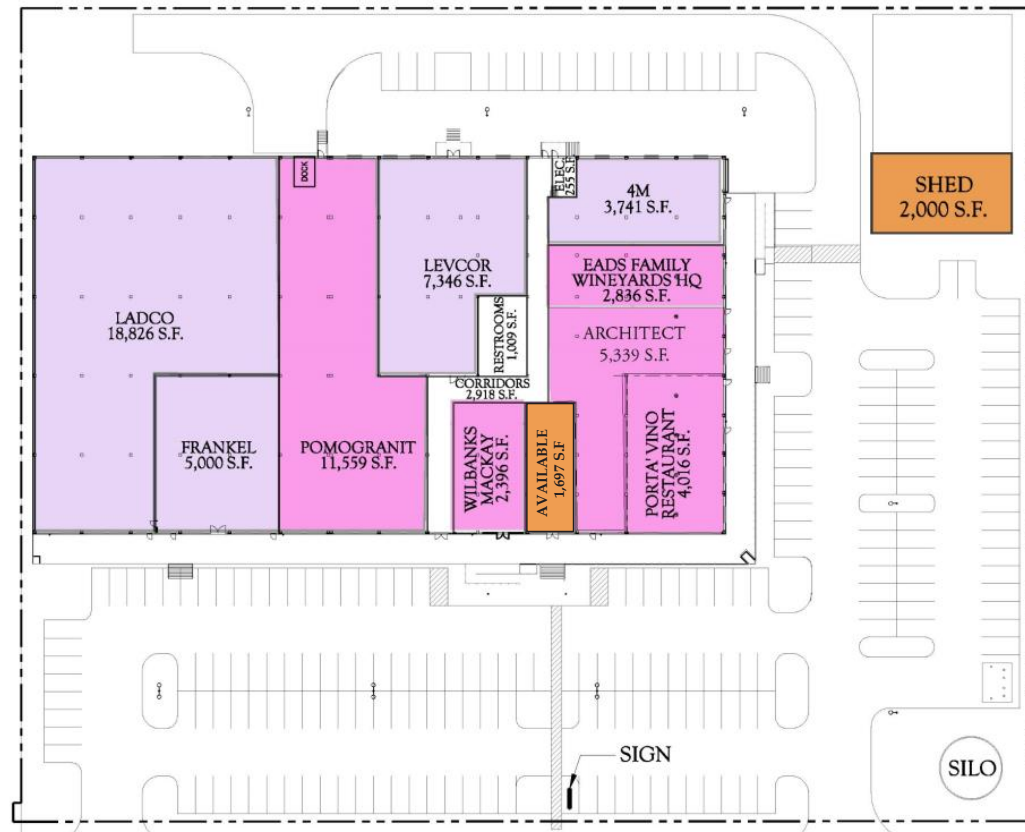 DOCK
ELEC.
255 S.F.
4M
3,741 S.F.
SHED
2,000 S.F.
LEVCOR
7,346 S.F.
EADS FAMILY
WINEYARDS HQ
2,836 S.F.
LADCO
18,826 S.F.
RESTROOMS
1,009 S.F.
ARCHITECT
5,339 S.F.
CORRIDORS
2,918 S.F.
FRANKEL
5,000 S.F.
POMOGRANIT
11,559 S.F.
WILBANKS
MACKAY
2,396 S.F.
AVAILABLE
1,697 S.F
PORTA' VINO
RESTAURANT
4,016 S.F.
SIGN
SILO